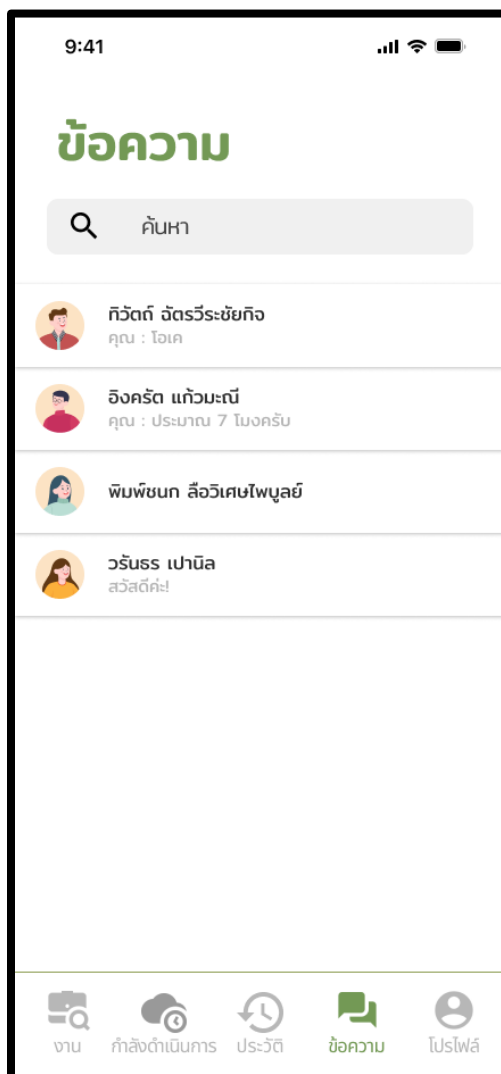 9:41
ข้อความ
ค้นหา
ทิวัตถ์ ฉัตรวีระชัยกิจ
คุณ : โอเค
อิงครัต แก้วมะณี
คุณ : ประมาณ 7 โมงครับ
พิมพ์ชนก ลือวิเศษไพบูลย์
วรันธร เปานิล
สวัสดีค่ะ!
งาน กำลังดำเนินการ ประวัติ ข้อความ โปรไฟล์